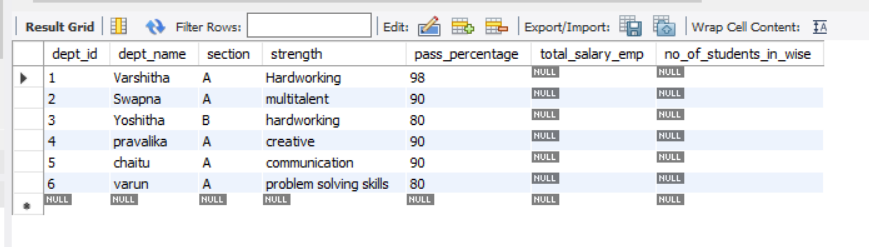 Result Grid Filter Rows: Edit: Export/Import: Wrap Cell Content: IA
dept_id dept_name section strength pass_percentage total_salary_emp no_of_students_in_wise
1 Varshitha A Hardworking 98 NULL NULL
2 Swapna A multitalent 90 NULL NULL
3 Yoshitha B hardworking 80 NULL NULL
4 pravalika A creative 90 NULL NULL
5 chaitu A communication 90 NULL NULL
6 varun A problem solving skills 80 NULL NULL
NULL NULL NULL NULL NULL NULL NULL